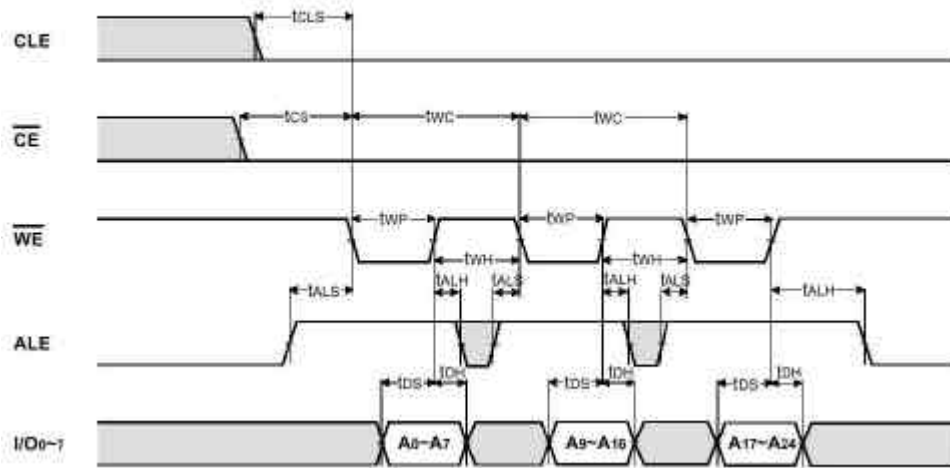 tCLS
CLE
tCS tWC tWC
CE
tWP tWP tWP
WE
tWH tWH
tALS tALH tALS tALH tALS tALH
ALE
tDS tDH tDS tDH tDS tDH
I/O0~7 A0~A7 A9~A16 A17~A24